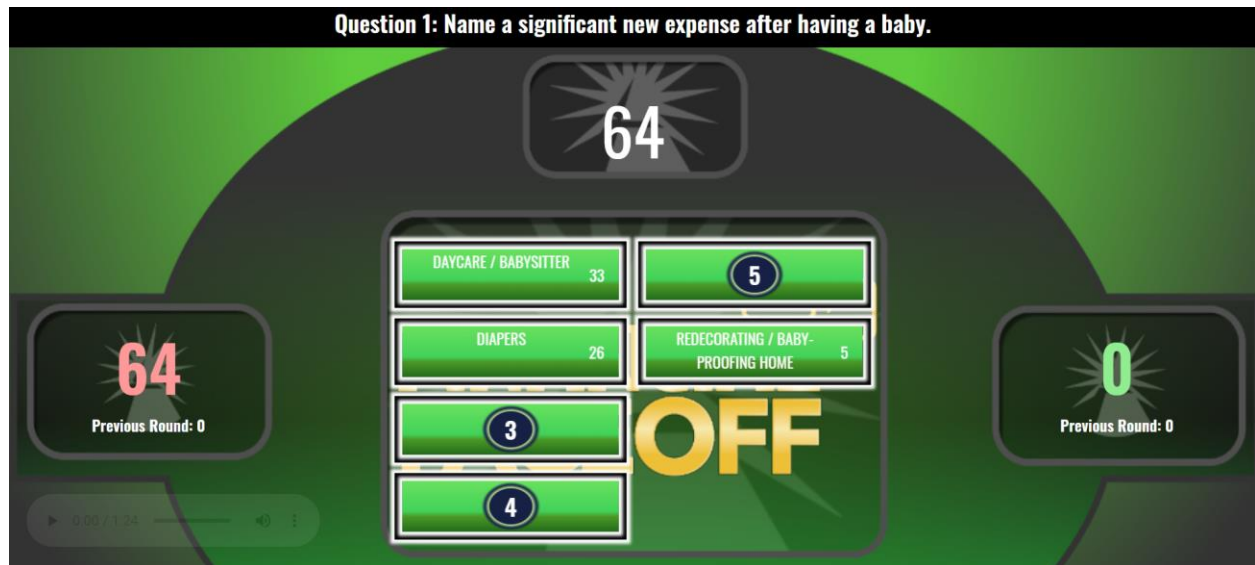 Question 1: Name a significant new expense after having a baby.
64
DAYCARE / BABYSITTER 33
5
DIAPERS 26
REDECORATING / BABY-
PROOFING HOME 5
3
4
OFF
64
Previous Round: 0
0
Previous Round: 0
0:00 / 1:24